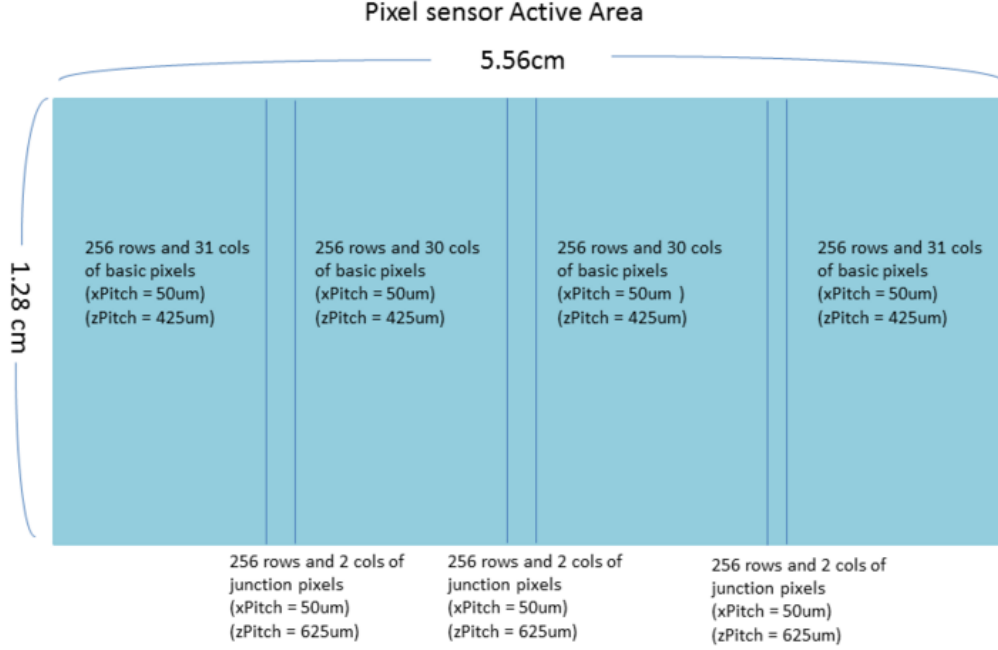 Pixel sensor Active Area
5.56cm
1.28 cm
256 rows and 31 cols
of basic pixels
(xPitch = 50um)
(zPitch = 425um)
256 rows and 30 cols
of basic pixels
(xPitch = 50um)
(zPitch = 425um)
256 rows and 30 cols
of basic pixels
(xPitch = 50um )
(zPitch = 425um)
256 rows and 31 cols
of basic pixels
(xPitch = 50um)
(zPitch = 425um)
256 rows and 2 cols of
junction pixels
(xPitch = 50um)
(zPitch = 625um)
256 rows and 2 cols of
junction pixels
(xPitch = 50um)
(zPitch = 625um)
256 rows and 2 cols of
junction pixels
(xPitch = 50um)
(zPitch = 625um)